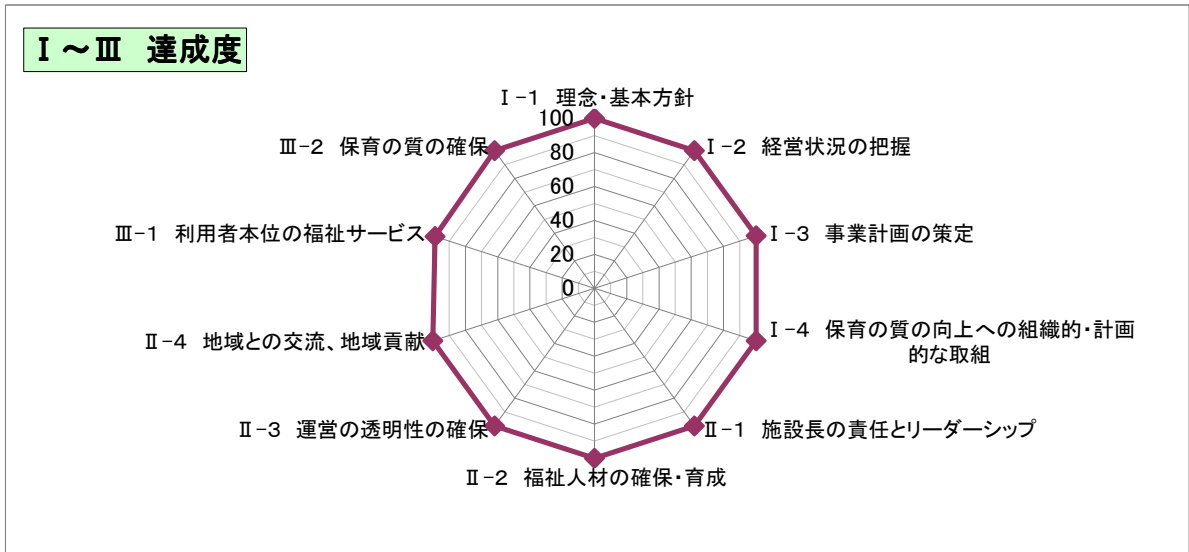 Ⅰ～Ⅲ 達成度
Ⅰ-1 理念・基本方針
Ⅰ-2 経営状況の把握
Ⅰ-3 事業計画の策定
Ⅰ-4 保育の質の向上への組織的・計画
的な取組
Ⅱ-1 施設長の責任とリーダーシップ
Ⅱ-2 福祉人材の確保・育成
Ⅱ-3 運営の透明性の確保
Ⅱ-4 地域との交流、地域貢献
Ⅲ-1 利用者本位の福祉サービス
Ⅲ-2 保育の質の確保
100
80
60
40
20
0